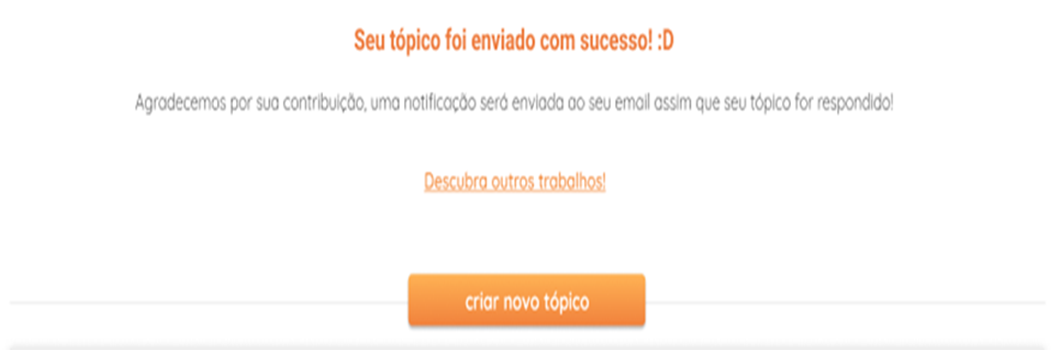 Seu tópico foi enviado com sucesso! :D
Agradecemos por sua contribuição, uma notificação será enviada ao seu email assim que seu tópico for respondido!
Descubra outros trabalhos!
criar novo tópico